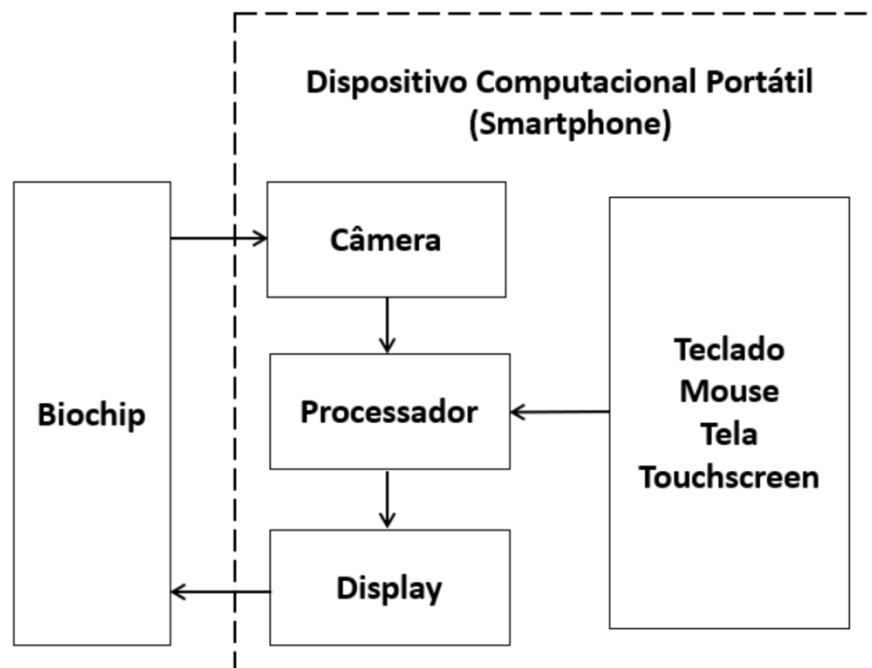 Dispositivo Computacional Portátil
(Smartphone)
Câmera
Biochip
Processador
Teclado
Mouse
Tela
Touchscreen
Display